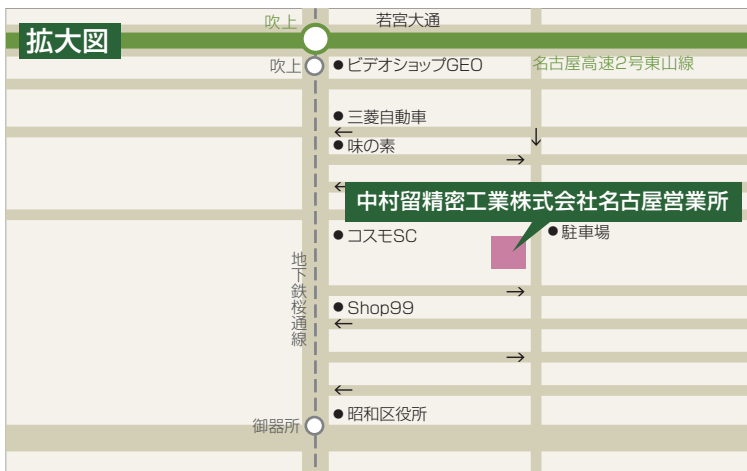 吹上
若宮大通
拡大図
吹上
●ビデオショップGEO
名古屋高速2号東山線
●三菱自動車
←
↓
●味の素
→
←
中村留精密工業株式会社名古屋営業所
●コスモSC
●駐車場
地下鉄桜通線
→
●Shop99
←
→
←
●昭和区役所
御器所